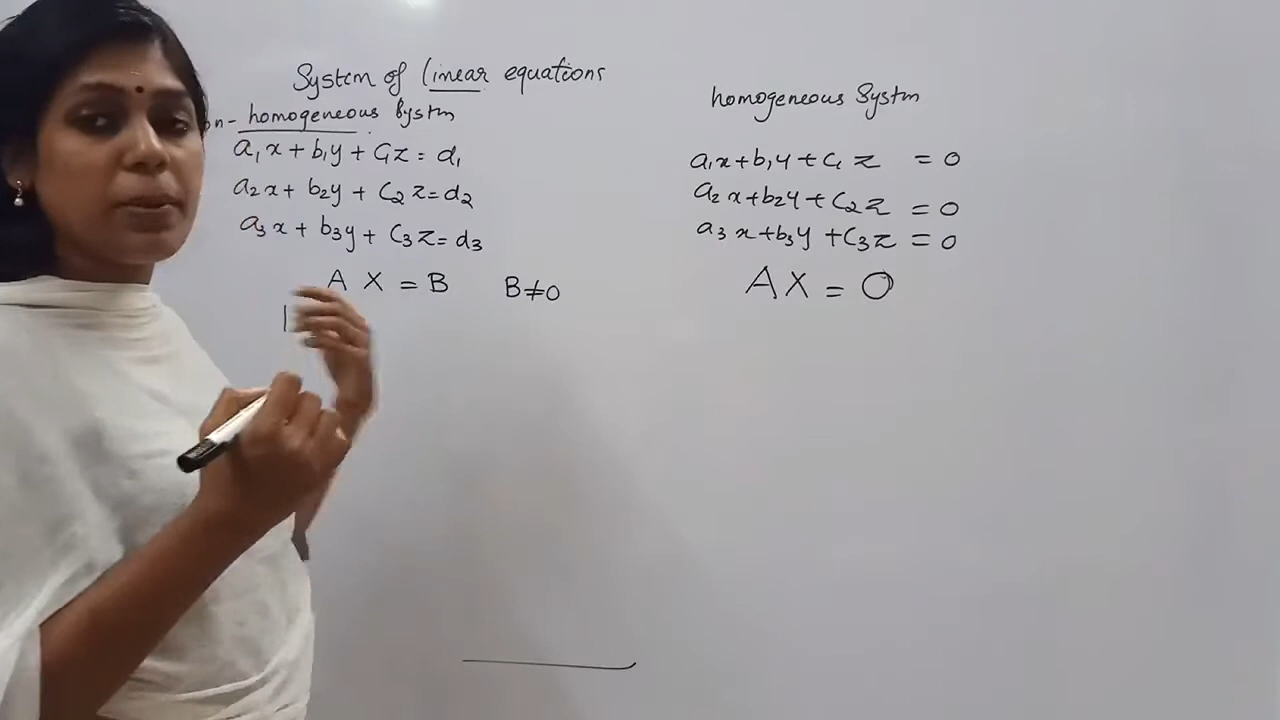 System of linear equations
on- homogeneous System
a₁x + b₁y + c₁z = d₁
a₂x + b₂y + c₂z = d₂
a₃x + b₃y + c₃z = d₃
A X = B B≠0
homogeneous System
a₁x + b₁y + c₁z = 0
a₂x + b₂y + c₂z = 0
a₃x + b₃y + c₃z = 0
AX = O